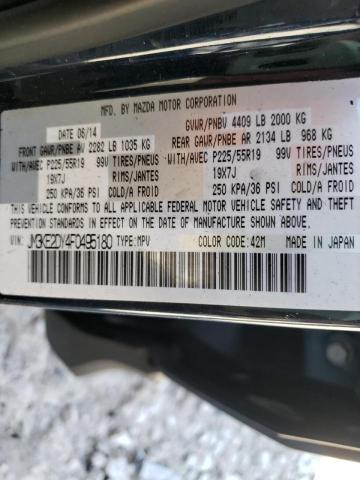 MFD. BY MAZDA MOTOR CORPORATION
DATE 06/14 GVWR/PNBV 4409 LB 2000 KG
FRONT GAWR/PNBE AV 2282 LB 1035 KG REAR GAWR/PNBE AR 2134 LB 968 KG
WITH/AVEC P225/55R19 99V TIRES/PNEUS WITH/AVEC P225/55R19 99V TIRES/PNEUS
19X7J RIMS/JANTES 19X7J RIMS/JANTES
250 KPA/36 PSI COLD/A FROID 250 KPA/36 PSI COLD/A FROID
THIS VEHICLE CONFORMS TO ALL APPLICABLE FEDERAL MOTOR VEHICLE SAFETY AND THEFT PREVENTION
STANDARDS IN EFFECT ON THE DATE OF MANUFACTURE SHOWN ABOVE.
VIN: JM3KE2DY4F0495180 TYPE:MPV COLOR CODE:42M MADE IN JAPAN